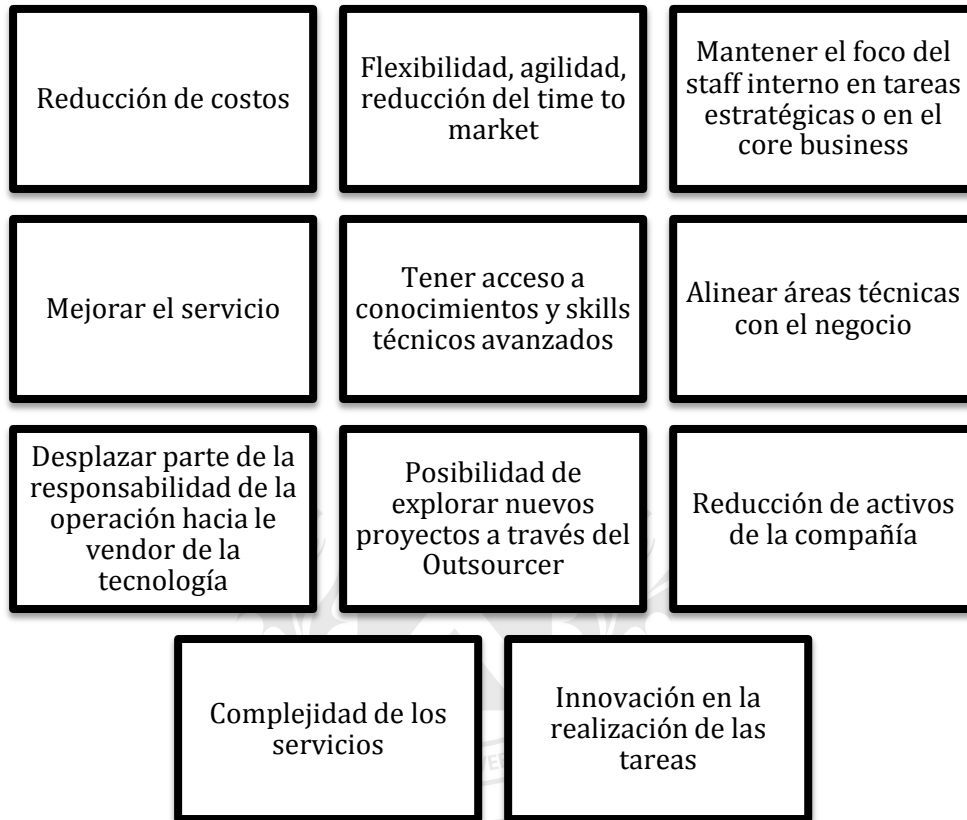 Reducción de costos
Flexibilidad, agilidad,
reducción del time to
market
Mantener el foco del
staff interno en tareas
estratégicas o en el
core business
Mejorar el servicio
Tener acceso a
conocimientos y skills
técnicos avanzados
Alinear áreas técnicas
con el negocio
Desplazar parte de la
responsabilidad de la
operación hacia le
vendor de la
tecnología
Posibilidad de
explorar nuevos
proyectos a través del
Outsourcer
Reducción de activos
de la compañía
Complejidad de los
servicios
Innovación en la
realización de las
tareas